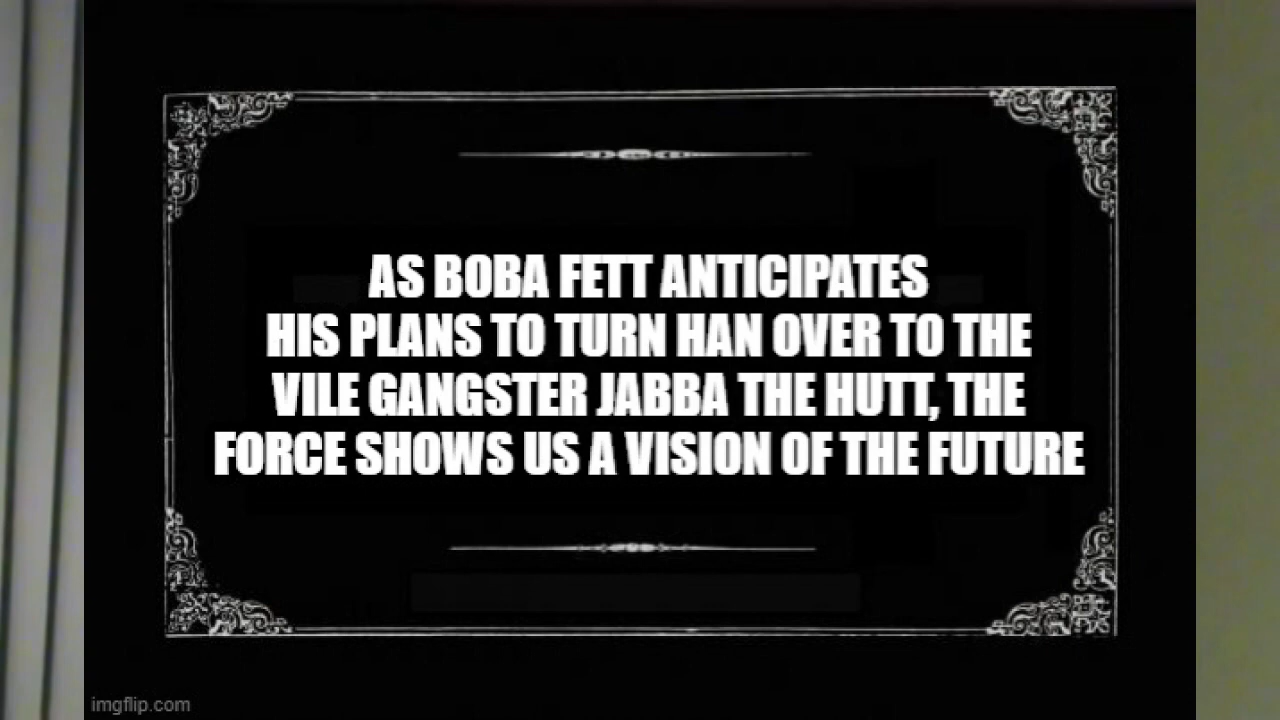 AS BOBA FETT ANTICIPATES
HIS PLANS TO TURN HAN OVER TO THE
VILE GANGSTER JABBA THE HUTT, THE
FORCE SHOWS US A VISION OF THE FUTURE
imgflip.com